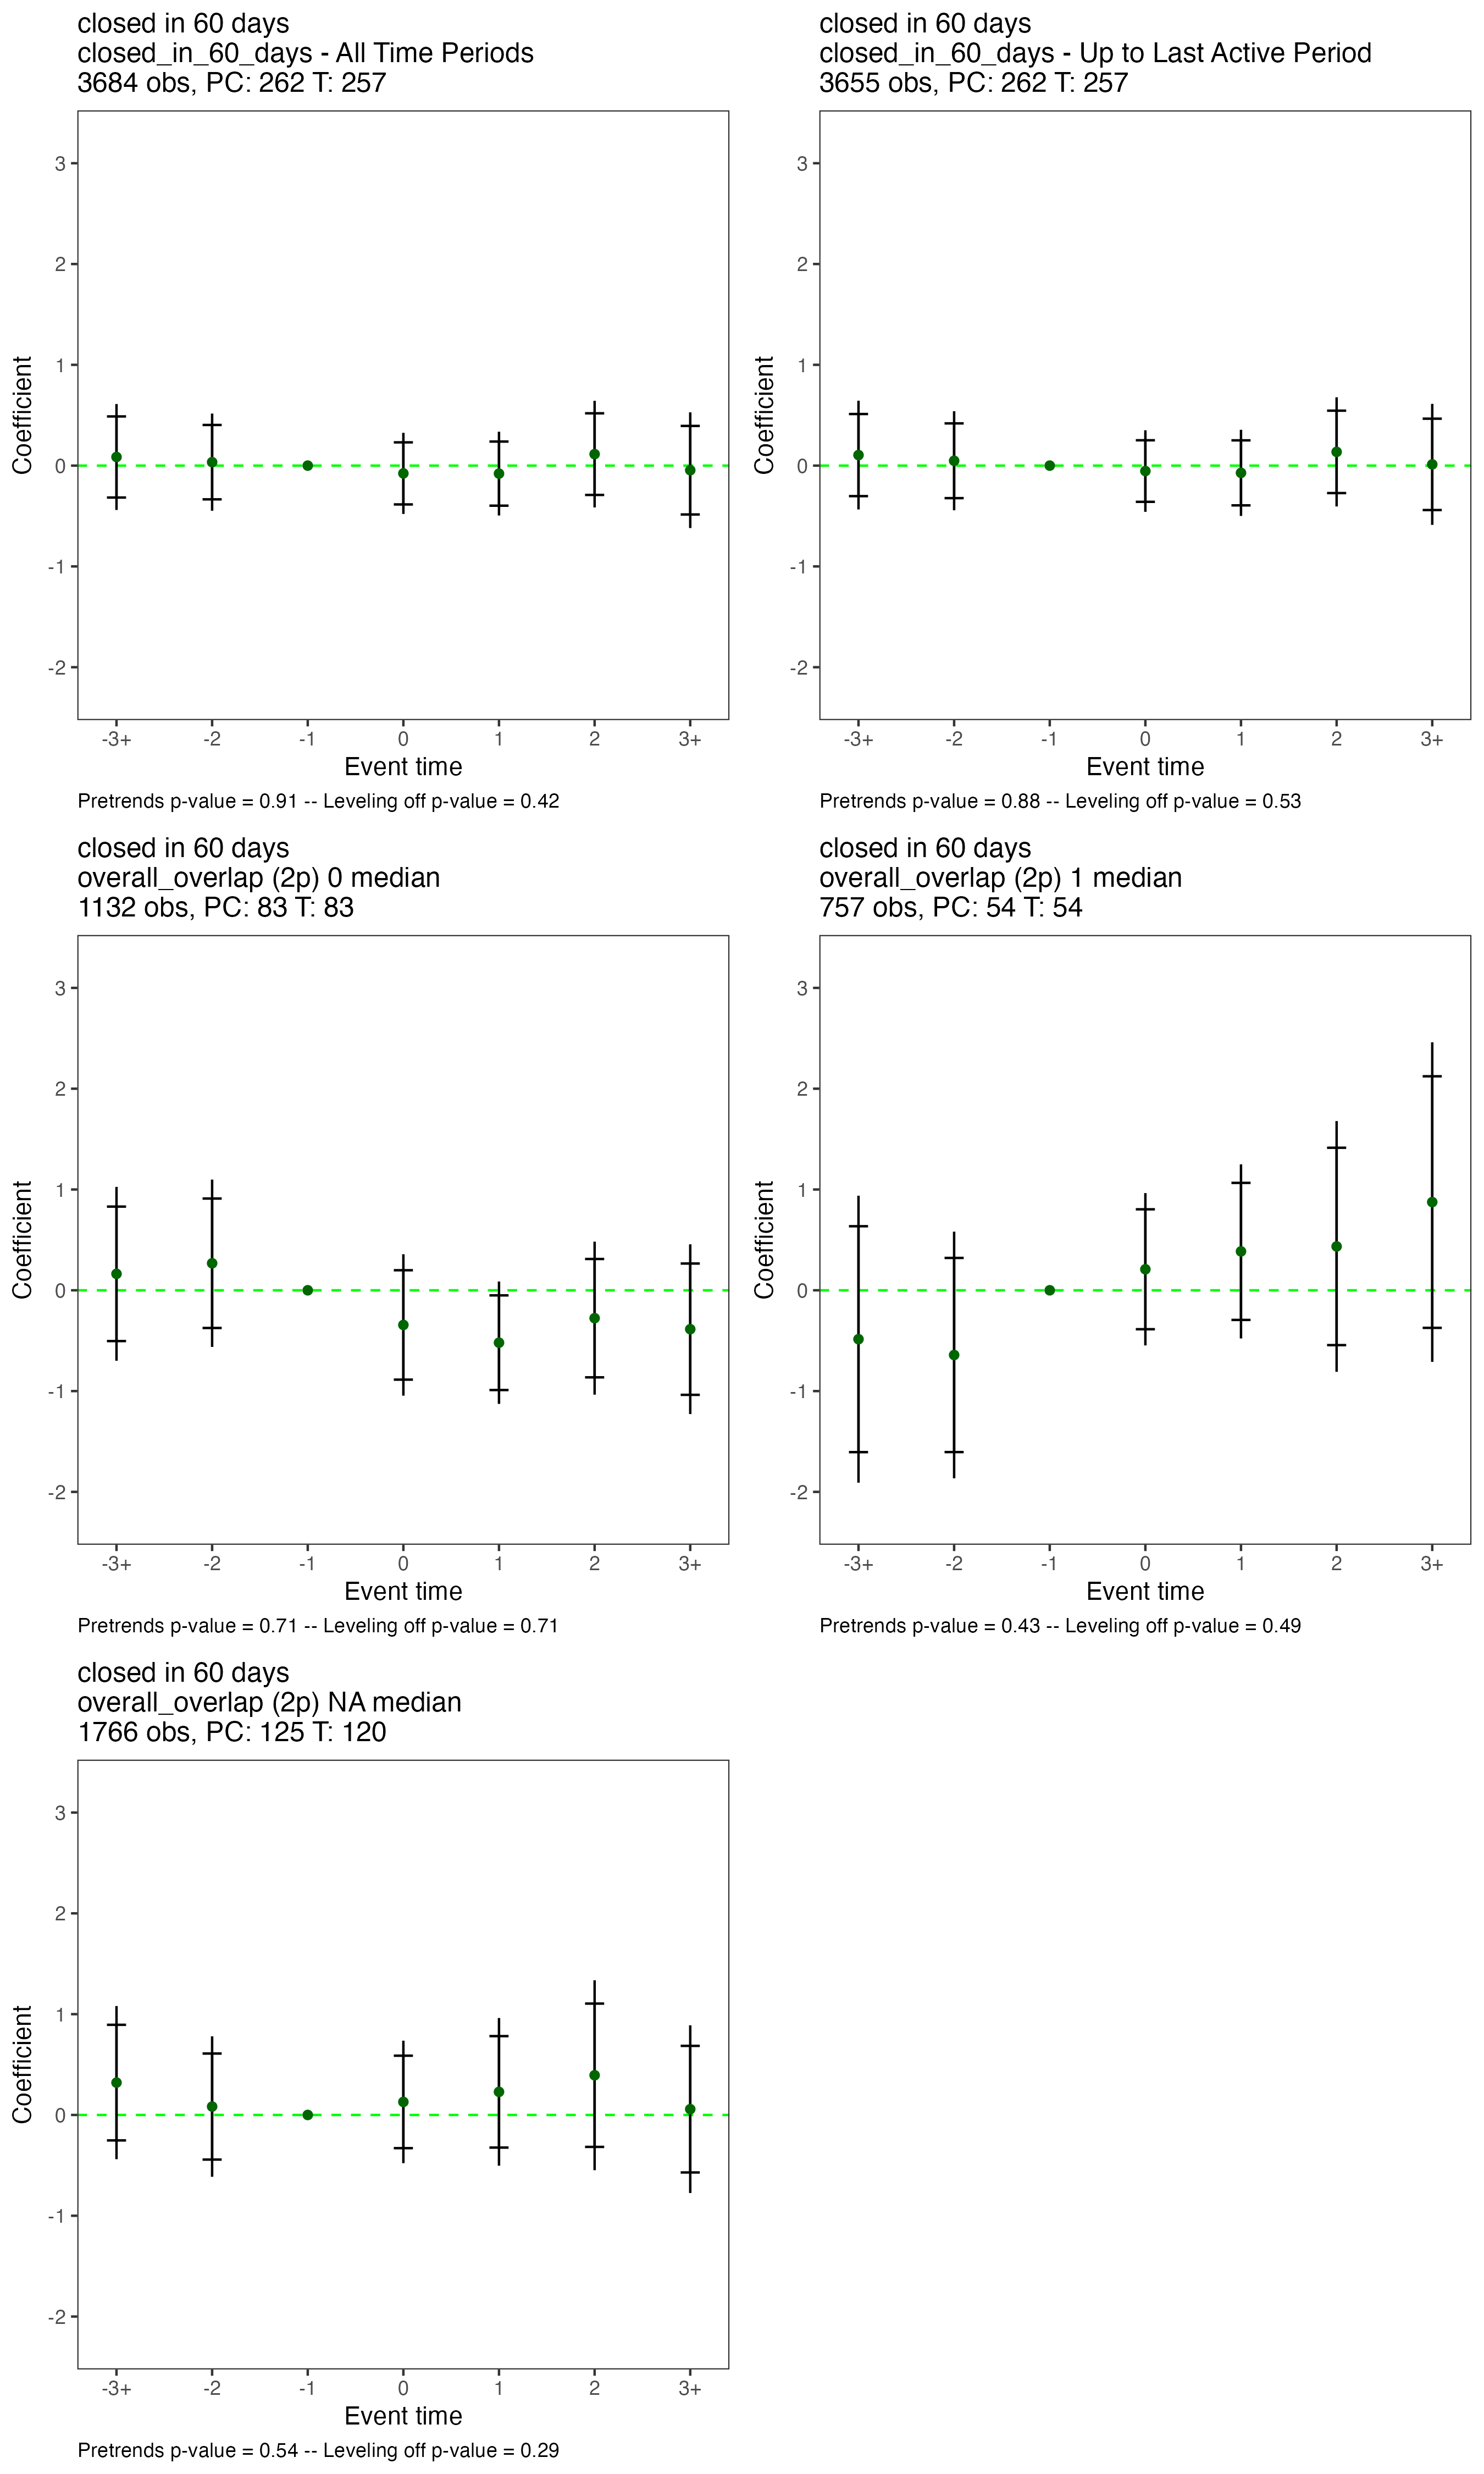 closed in 60 days
closed_in_60_days - All Time Periods
3684 obs, PC: 262 T: 257
3
2
1
0
-1
-2
Coefficient
-3+ -2 -1 0 1 2 3+
Event time
Pretrends p-value = 0.91 -- Leveling off p-value = 0.42
closed in 60 days
closed_in_60_days - Up to Last Active Period
3655 obs, PC: 262 T: 257
3
2
1
0
-1
-2
Coefficient
-3+ -2 -1 0 1 2 3+
Event time
Pretrends p-value = 0.88 -- Leveling off p-value = 0.53
closed in 60 days
overall_overlap (2p) 0 median
1132 obs, PC: 83 T: 83
3
2
1
0
-1
-2
Coefficient
-3+ -2 -1 0 1 2 3+
Event time
Pretrends p-value = 0.71 -- Leveling off p-value = 0.71
closed in 60 days
overall_overlap (2p) 1 median
757 obs, PC: 54 T: 54
3
2
1
0
-1
-2
Coefficient
-3+ -2 -1 0 1 2 3+
Event time
Pretrends p-value = 0.43 -- Leveling off p-value = 0.49
closed in 60 days
overall_overlap (2p) NA median
1766 obs, PC: 125 T: 120
3
2
1
0
-1
-2
Coefficient
-3+ -2 -1 0 1 2 3+
Event time
Pretrends p-value = 0.54 -- Leveling off p-value = 0.29